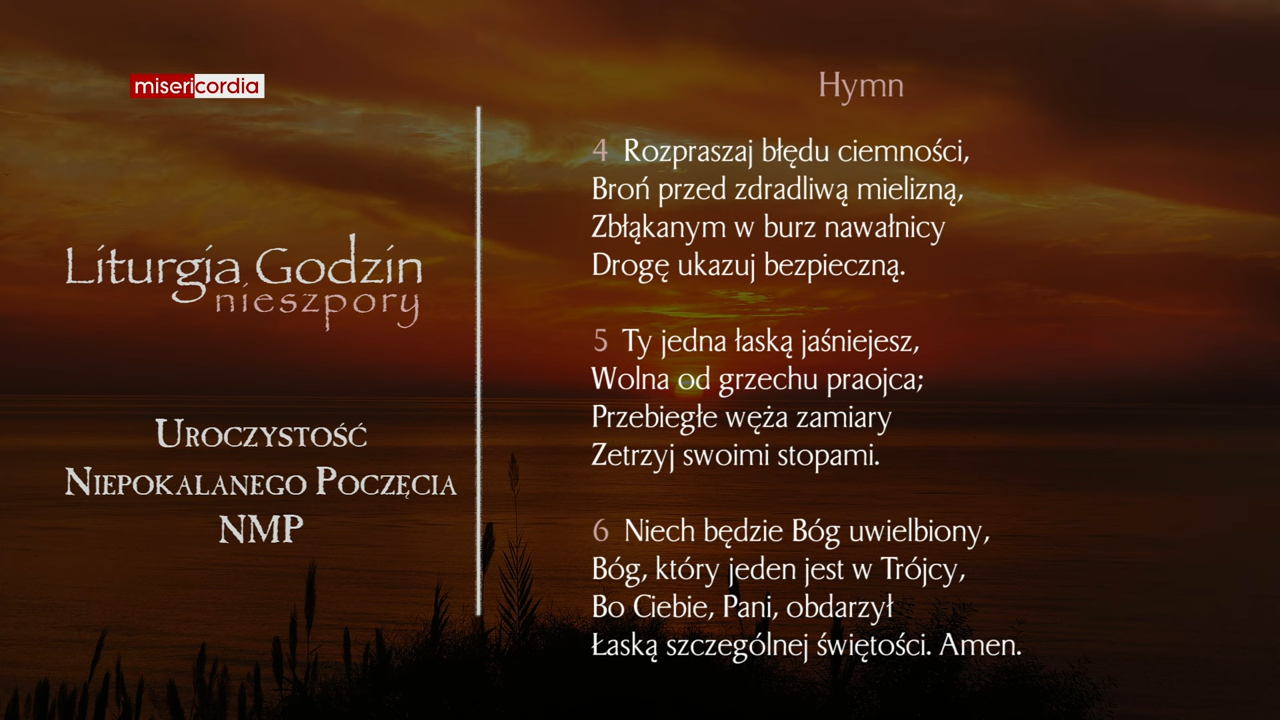 misericordia
Liturgia Godzin
nieszpory
Uroczystość
Niepokalanego Poczęcia
NMP
Hymn
4 Rozpraszaj błędu ciemności,
Broń przed zdradliwą mielizną,
Zbłąkanym w burz nawałnicy
Drogę ukazuj bezpieczną.
5 Ty jedna łaską jaśniejesz,
Wolna od grzechu praojca;
Przebiegłe węża zamiary
Zetrzyj swoimi stopami.
6 Niech będzie Bóg uwielbiony,
Bóg, który jeden jest w Trójcy,
Bo Ciebie, Pani, obdarzył
Łaską szczególnej świętości. Amen.